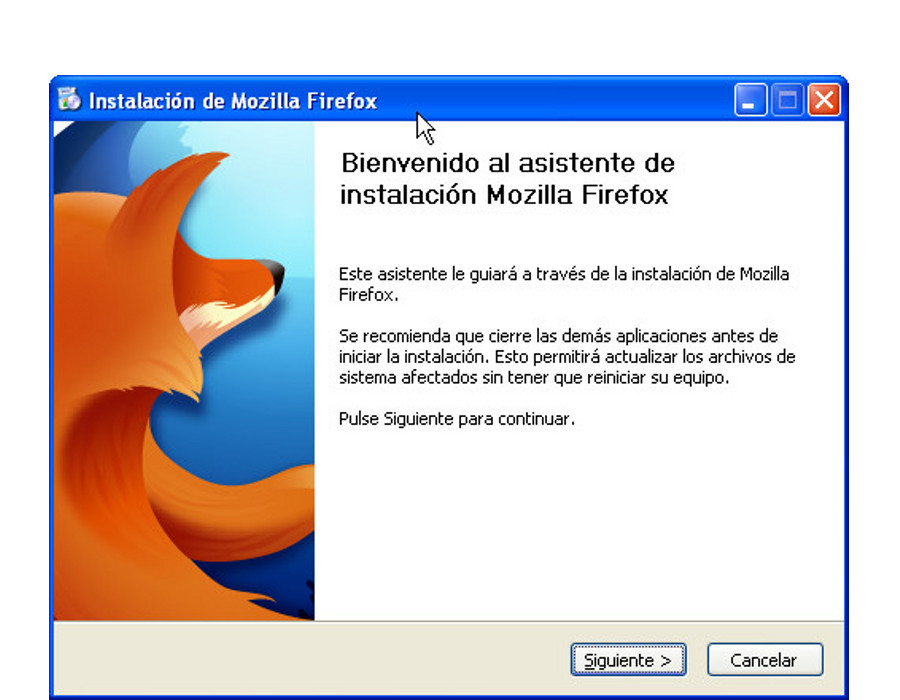 Instalación de Mozilla Firefox
Bienvenido al asistente de
instalación Mozilla Firefox
Este asistente le guiará a través de la instalación de Mozilla
Firefox.
Se recomienda que cierre las demás aplicaciones antes de
iniciar la instalación. Esto permitirá actualizar los archivos de
sistema afectados sin tener que reiniciar su equipo.
Pulse Siguiente para continuar.
Siguiente > Cancelar